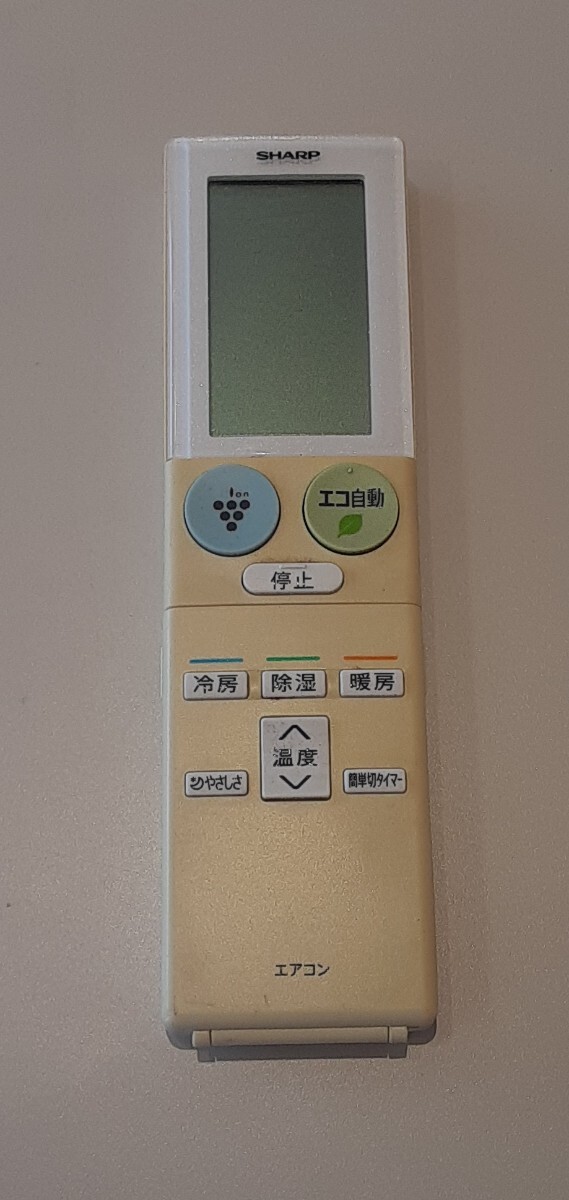 SHARP
Ion
エコ自動
停止
冷房 除湿 暖房
温度
やさしさ 簡単切タイマー
エアコン